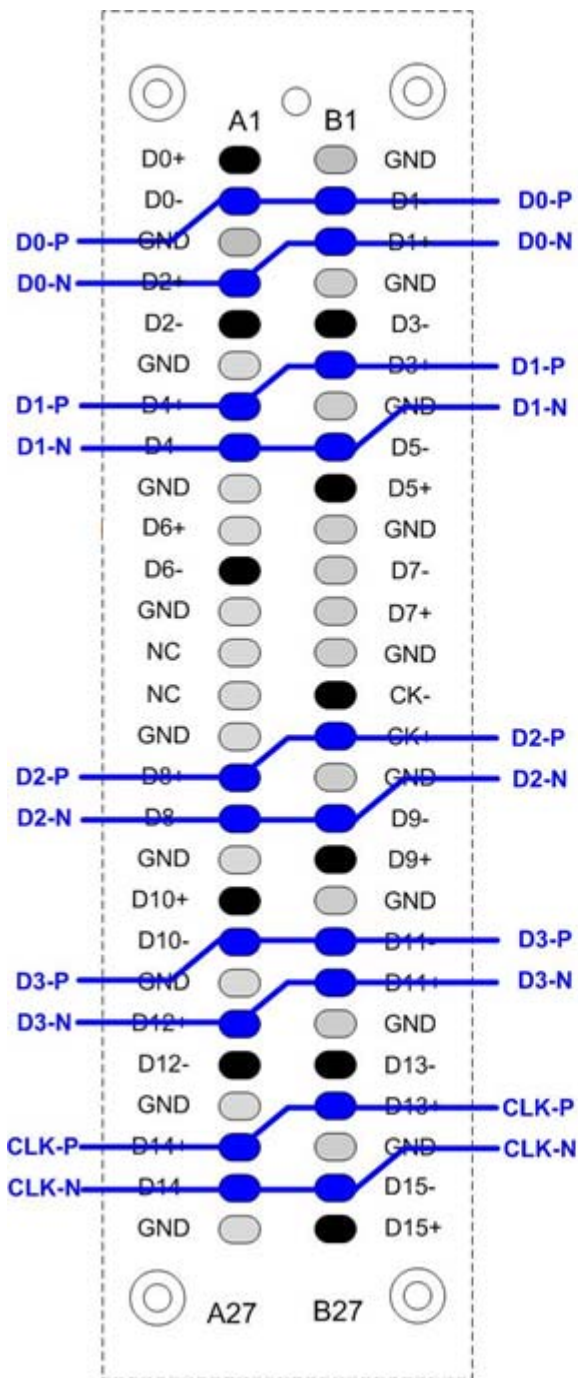 A1 B1
D0+ GND
D0- D1- D0-P
D0-P GND D1+ D0-N
D0-N D2+ GND
D2- D3-
GND D3+ D1-P
D1-P D4+ GND D1-N
D1-N D4 D5-
GND D5+
D6+ GND
D6- D7-
GND D7+
NC GND
NC CK-
GND CK+ D2-P
D2-P D8+ GND D2-N
D2-N D8 D9-
GND D9+
D10+ GND
D10- D11- D3-P
D3-P GND D11+ D3-N
D3-N D12+ GND
D12- D13-
GND D13+ CLK-P
CLK-P D14+ GND CLK-N
CLK-N D14 D15-
GND D15+
A27 B27